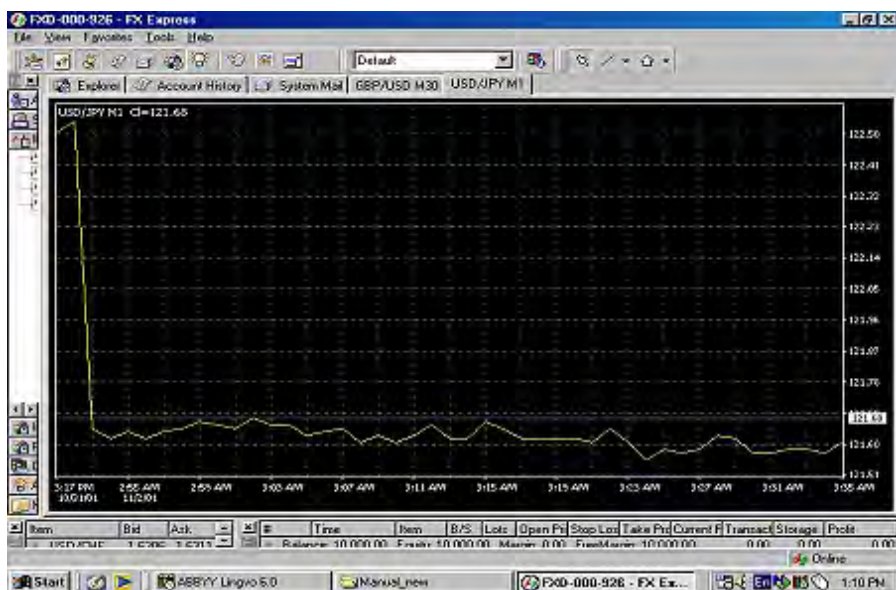 FXD-000-926 - FX Express
File View Favorites Tools Help
Default
Explorer Account History System Mail GBP/USD M30 USD/JPY M1
USD/JPY M1 Cl=121.68
122.50
122.41
122.32
122.23
122.14
122.05
121.96
121.87
121.78
121.68
121.60
121.51
3:17 PM 2:55 AM 2:59 AM 3:03 AM 3:07 AM 3:11 AM 3:15 AM 3:19 AM 3:23 AM 3:27 AM 3:31 AM 3:35 AM
11/2/01
Item Bid Ask # Time Item B/S Lots Open Pri Stop Los Take Pro Current P Transact Storage Profit
USD/CHF Balance: 10 000.00 Equity: 10 000.00 Margin: 0.00 FreeMargin: 10 000.00 0.00 0.00 0.00
Online
Start ABBYY Lingvo 6.0 Manual_new FXD-000-926 - FX Ex... En 1:10 PM